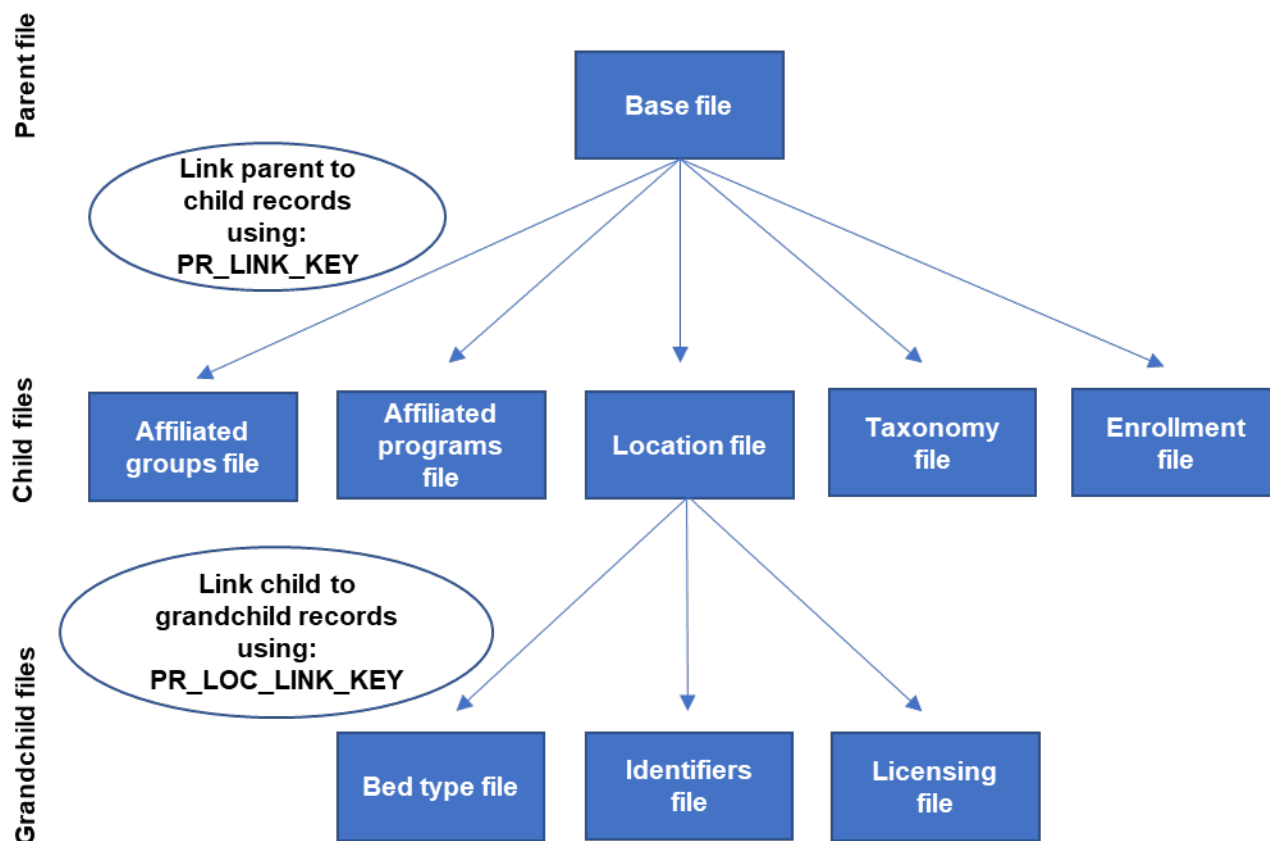 Parent file
Base file
Link parent to
child records
using:
PR_LINK_KEY
Child files
Affiliated
groups file
Affiliated
programs
file
Location file
Taxonomy
file
Enrollment
file
Grandchild files
Link child to
grandchild records
using:
PR_LOC_LINK_KEY
Bed type file
Identifiers
file
Licensing
file